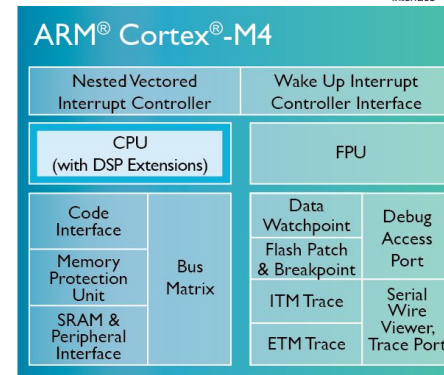 ARM® Cortex®-M4
Nested Vectored
Interrupt Controller
Wake Up Interrupt
Controller Interface
CPU
(with DSP Extensions)
FPU
Code
Interface
Memory
Protection
Unit
SRAM &
Peripheral
Interface
Bus
Matrix
Data
Watchpoint
Flash Patch
& Breakpoint
ITM Trace
ETM Trace
Debug
Access
Port
Serial
Wire
Viewer,
Trace Port